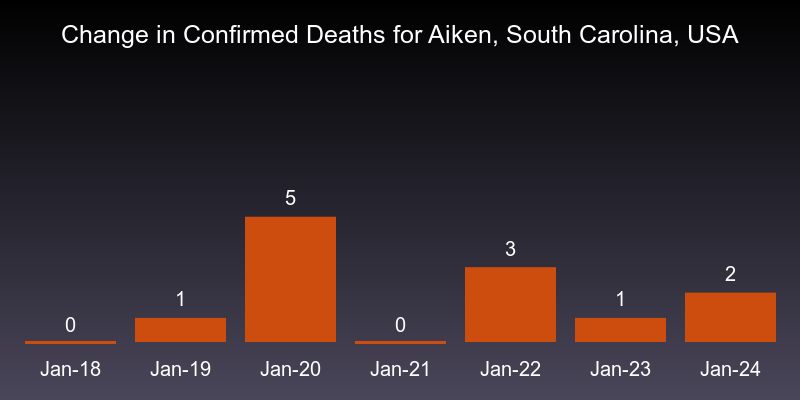 Change in Confirmed Deaths for Aiken, South Carolina, USA
0
1
5
0
3
1
2
Jan-18
Jan-19
Jan-20
Jan-21
Jan-22
Jan-23
Jan-24